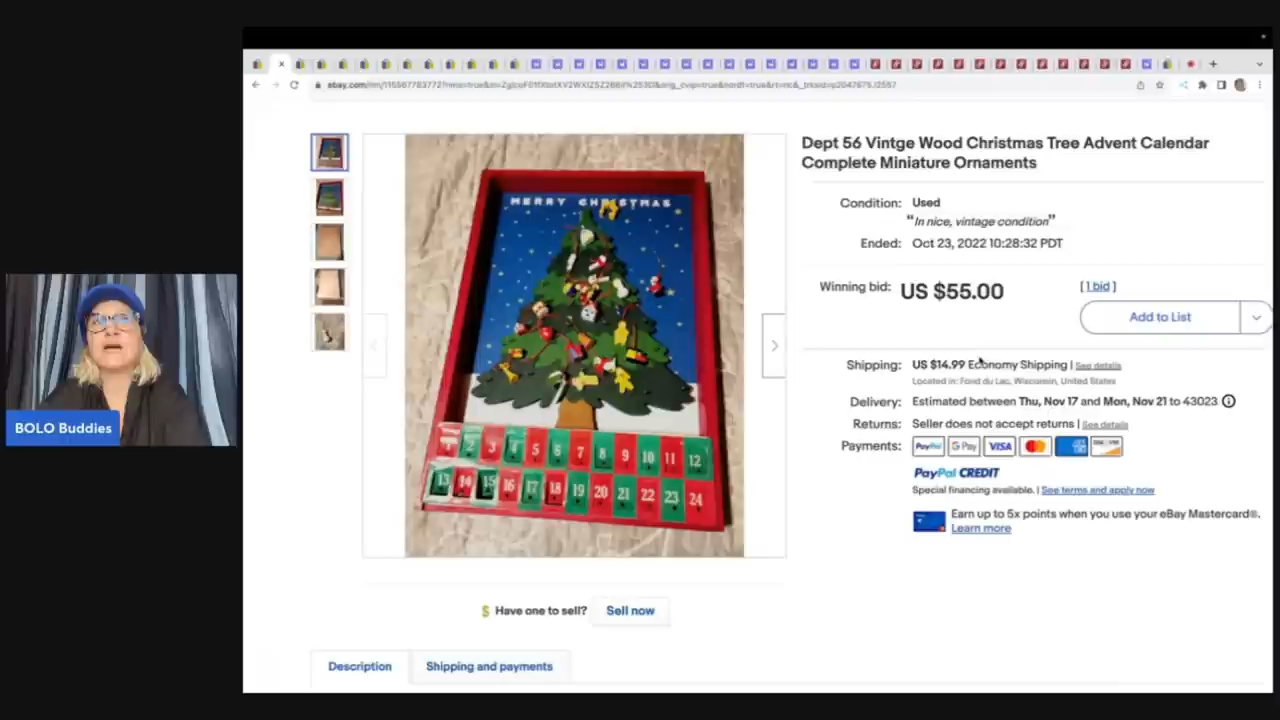 Dept 56 Vintge Wood Christmas Tree Advent Calendar
Complete Miniature Ornaments
Condition: Used
"In nice, vintage condition"
Ended: Oct 23, 2022 10:28:32 PDT
Winning bid: US $55.00 [ 1 bid ]
Add to List
Shipping: US $14.99 Economy Shipping | See details
Located in: Fond du Lac, Wisconsin, United States
Delivery: Estimated between Thu, Nov 17 and Mon, Nov 21 to 43023
Returns: Seller does not accept returns | See details
Payments: PayPal G Pay VISA
PayPal CREDIT
Special financing available. | See terms and apply now
Earn up to 5x points when you use your eBay Mastercard®.
Learn more
MERRY CHRISTMAS
1 2 3 4 5 6 7 8 9 10 11 12
13 14 15 16 17 18 19 20 21 22 23 24
BOLO Buddies
$ Have one to sell? Sell now
Description Shipping and payments